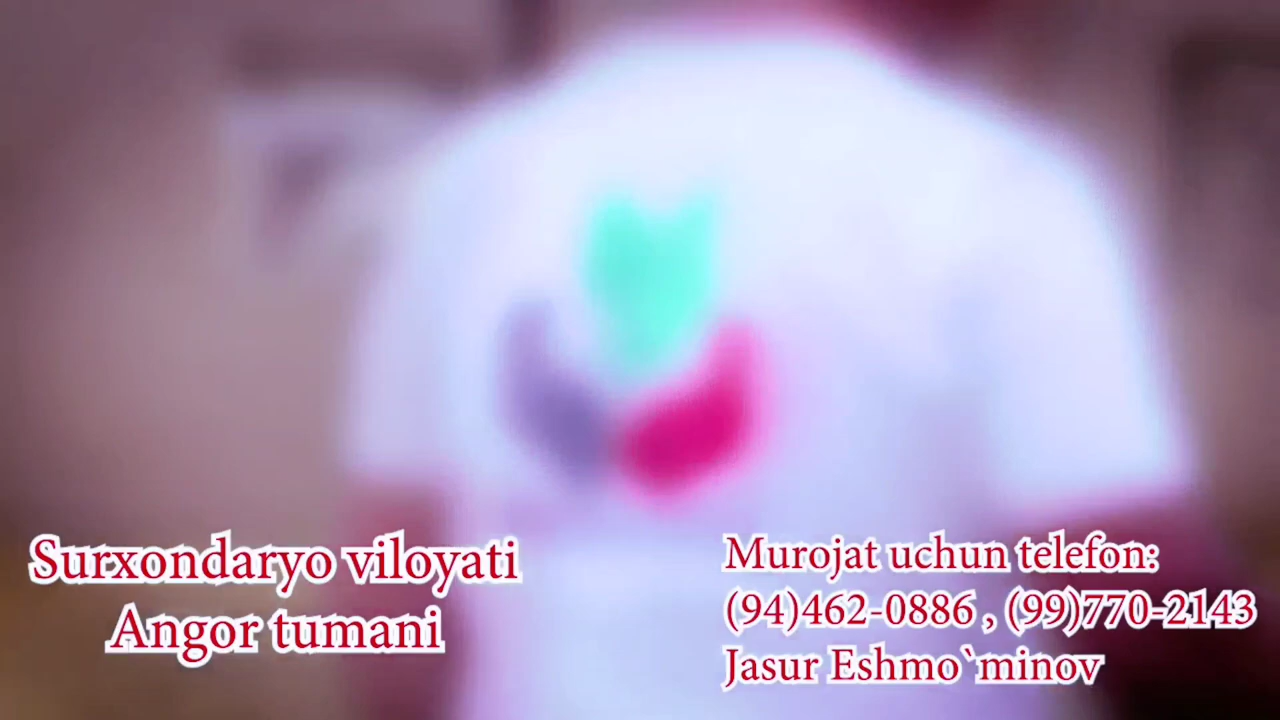 Surxondaryo viloyati
Angor tumani
Murojat uchun telefon:
(94)462-0886 , (99)770-2143
Jasur Eshmo`minov